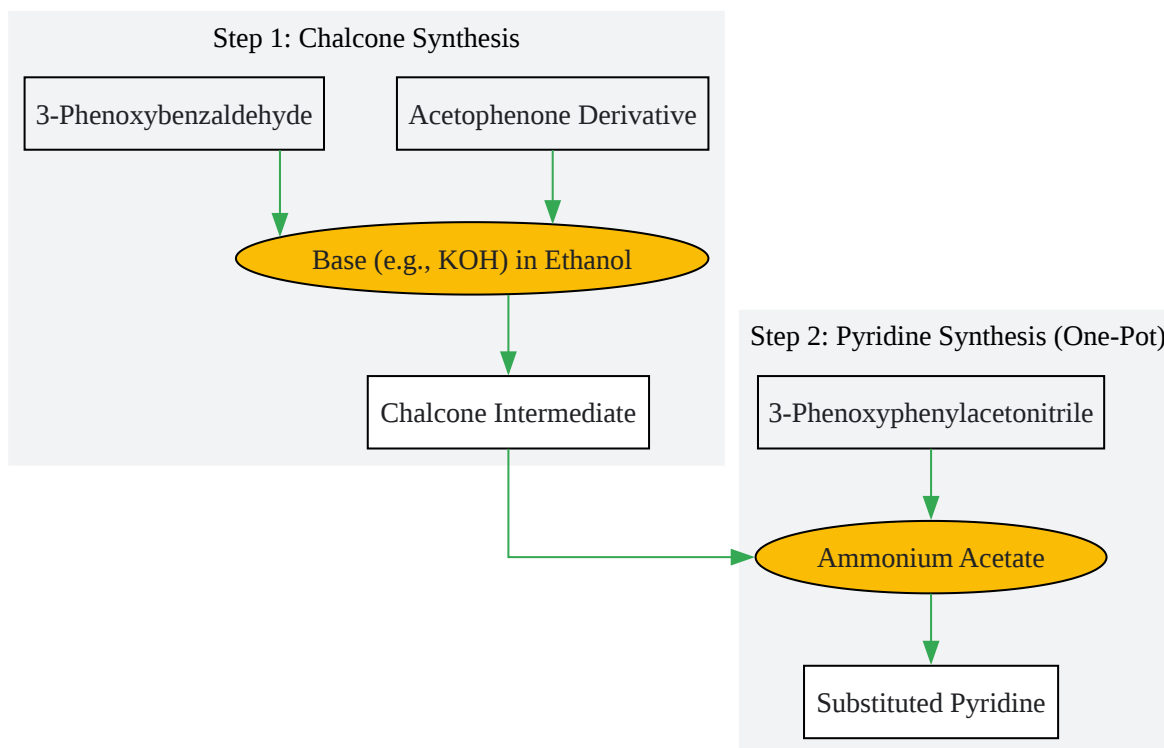 Step 1: Chalcone Synthesis
3-Phenoxybenzaldehyde
Acetophenone Derivative
Base (e.g., KOH) in Ethanol
Chalcone Intermediate
Step 2: Pyridine Synthesis (One-Pot)
3-Phenoxyphenylacetonitrile
Ammonium Acetate
Substituted Pyridine